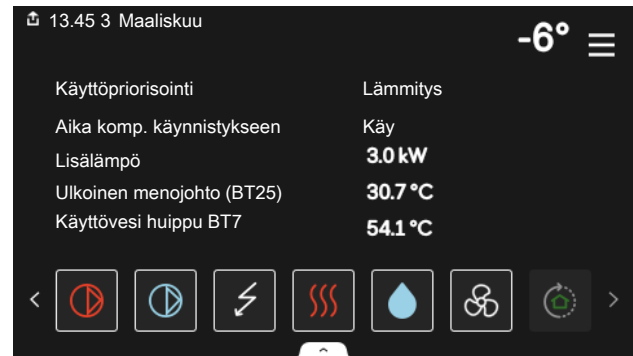 13.45 3 Maaliskuu
-6°
Käyttöpriorisointi Lämmitys
Aika komp. käynnistykseen Käy
Lisälämpö 3.0 kW
Ulkoinen menojohto (BT25) 30.7 °C
Käyttövesi huippu BT7 54.1 °C